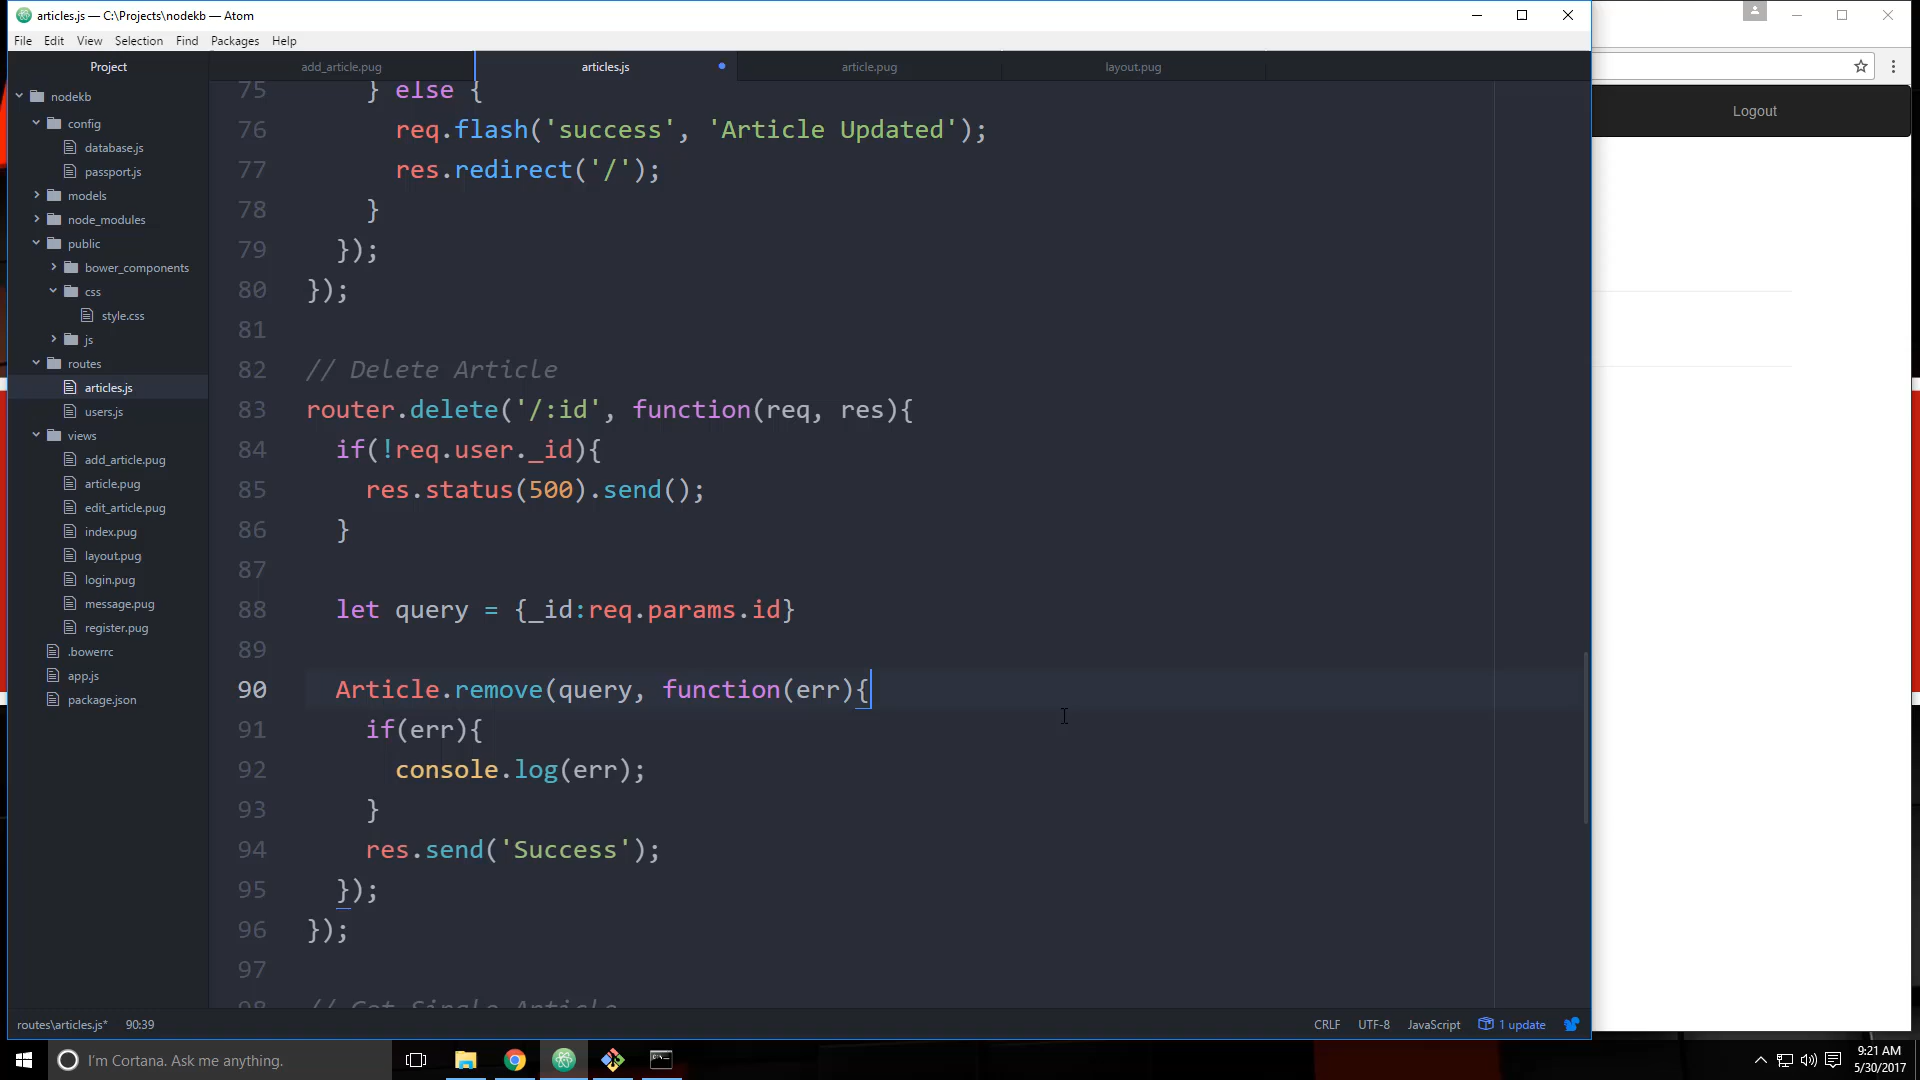 articles.js — C:\Projects\nodekb — Atom
File Edit View Selection Find Packages Help
Project
add_article.pug articles.js article.pug layout.pug
Logout
nodekb
config
database.js
passport.js
models
node_modules
public
bower_components
css
style.css
js
routes
articles.js
users.js
views
add_article.pug
article.pug
edit_article.pug
index.pug
layout.pug
login.pug
message.pug
register.pug
.bowerrc
app.js
package.json
75 } else {
76 req.flash('success', 'Article Updated');
77 res.redirect('/');
78 }
79 });
80 });
81
82 // Delete Article
83 router.delete('/:id', function(req, res){
84 if(!req.user._id){
85 res.status(500).send();
86 }
87
88 let query = {_id:req.params.id}
89
90 Article.remove(query, function(err){
91 if(err){
92 console.log(err);
93 }
94 res.send('Success');
95 });
96 });
97
98 // Get Single Article
routes\articles.js* 90:39 CRLF UTF-8 JavaScript 1 update
I'm Cortana. Ask me anything.
9:21 AM
5/30/2017